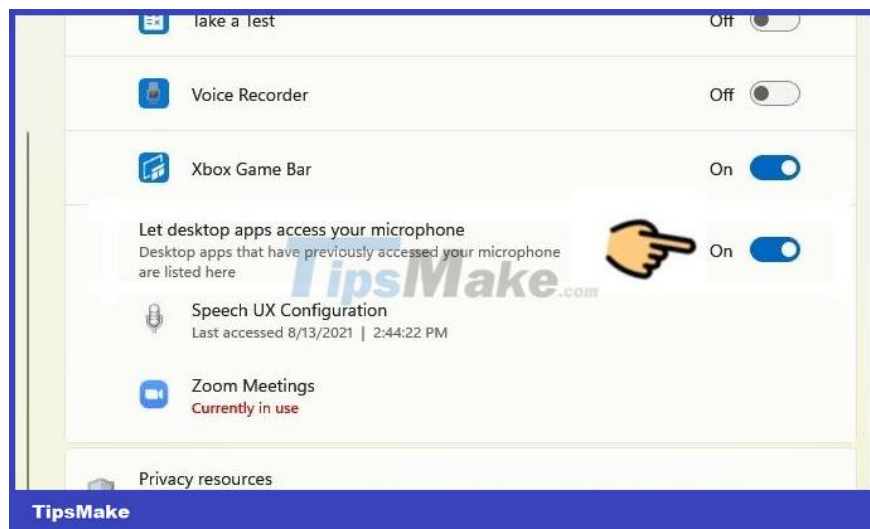 Take a Test
Off
Voice Recorder
Off
Xbox Game Bar
On
Let desktop apps access your microphone
Desktop apps that have previously accessed your microphone
are listed here
On
TipsMake.com
Speech UX Configuration
Last accessed 8/13/2021 | 2:44:22 PM
Zoom Meetings
Currently in use
Privacy resources
TipsMake